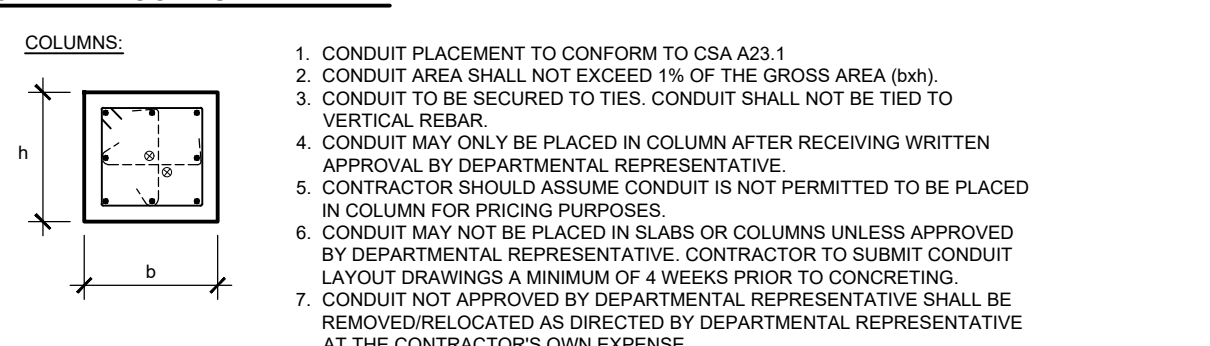 COLUMNS:
h
b
1. CONDUIT PLACEMENT TO CONFORM TO CSA A23.1
2. CONDUIT AREA SHALL NOT EXCEED 1% OF THE GROSS AREA (bxh).
3. CONDUIT TO BE SECURED TO TIES. CONDUIT SHALL NOT BE TIED TO
VERTICAL REBAR.
4. CONDUIT MAY ONLY BE PLACED IN COLUMN AFTER RECEIVING WRITTEN
APPROVAL BY DEPARTMENTAL REPRESENTATIVE.
5. CONTRACTOR SHOULD ASSUME CONDUIT IS NOT PERMITTED TO BE PLACED
IN COLUMN FOR PRICING PURPOSES.
6. CONDUIT MAY NOT BE PLACED IN SLABS OR COLUMNS UNLESS APPROVED
BY DEPARTMENTAL REPRESENTATIVE. CONTRACTOR TO SUBMIT CONDUIT
LAYOUT DRAWINGS A MINIMUM OF 4 WEEKS PRIOR TO CONCRETING.
7. CONDUIT NOT APPROVED BY DEPARTMENTAL REPRESENTATIVE SHALL BE
REMOVED/RELOCATED AS DIRECTED BY DEPARTMENTAL REPRESENTATIVE
AT THE CONTRACTOR'S OWN EXPENSE